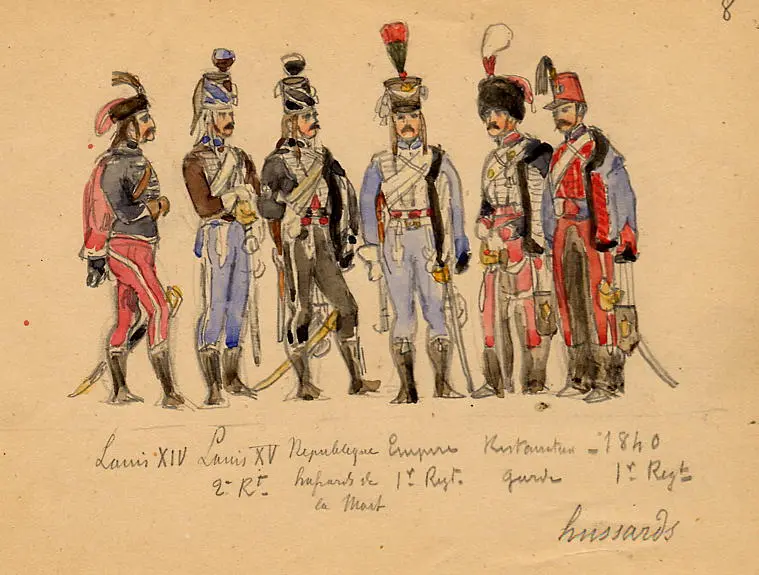 8
Louis XIV Louis XV République Empire Restauration - 1840
2e Rt. hussards de 1er Regt. garde 1er Regt
la Mort
hussards